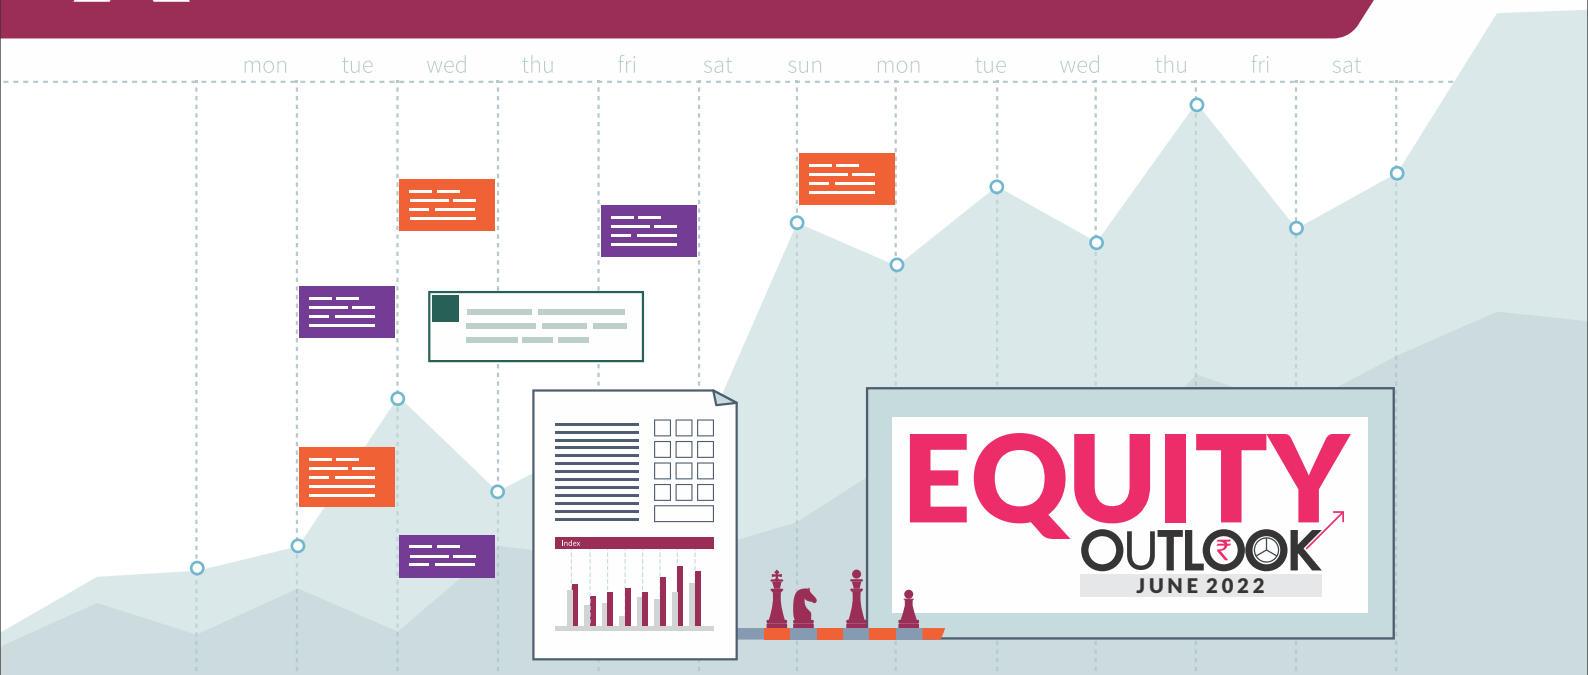 mon tue wed thu fri sat sun mon tue wed thu fri sat
Index
EQUITY
OUTLOOK
JUNE 2022